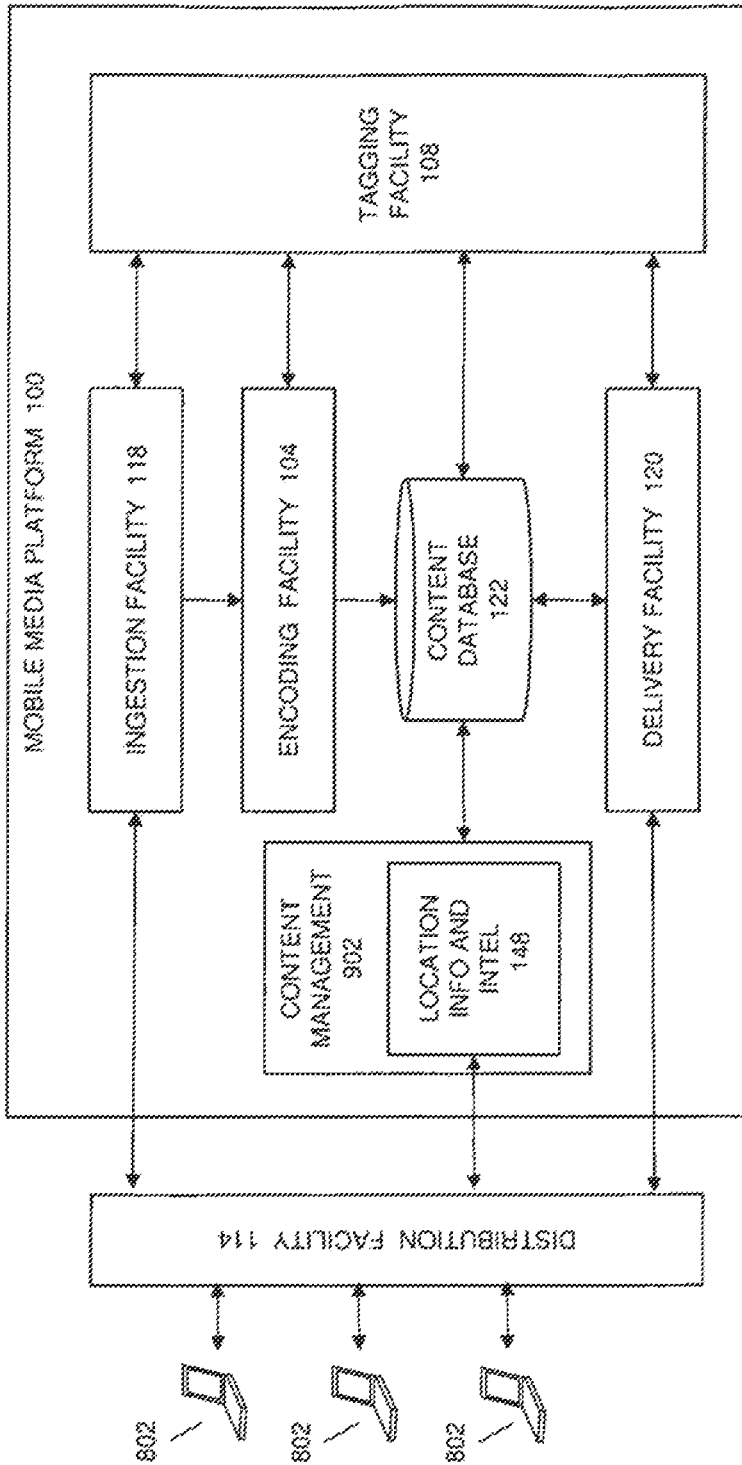 MOBILE MEDIA PLATFORM 100
INGESTION FACILITY 118
ENCODING FACILITY 104
CONTENT
DATABASE
122
DELIVERY FACILITY 120
TAGGING
FACILITY
108
CONTENT
MANAGEMENT
902
LOCATION
INFO AND
INTEL
148
DISTRIBUTION FACILITY 114
802
802
802